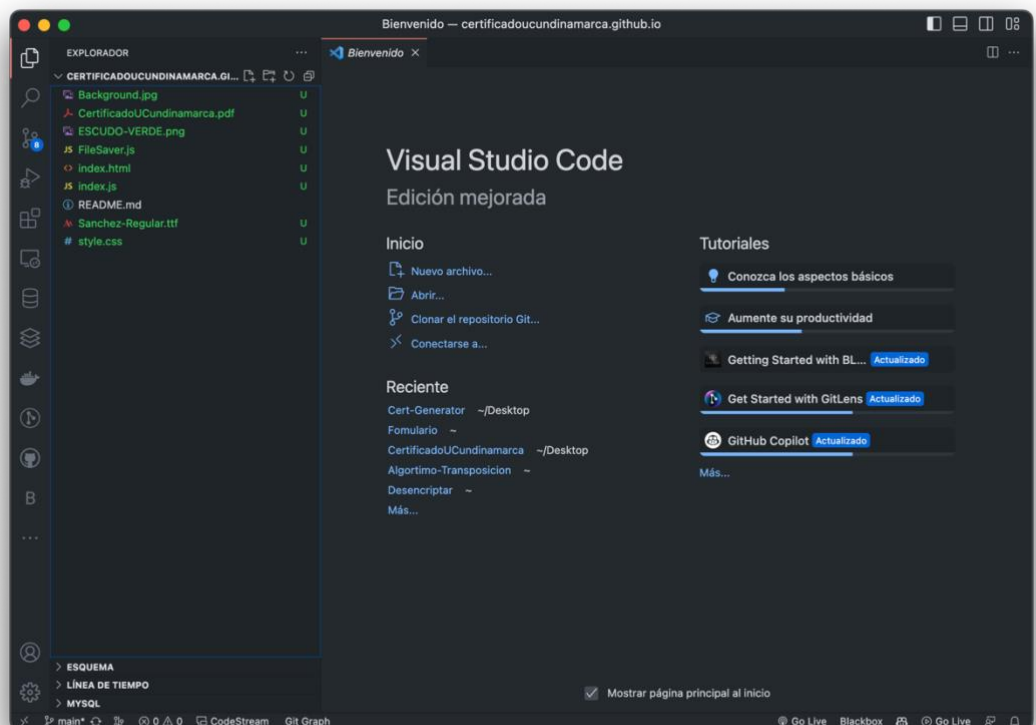 Bienvenido — certificadoucundinamarca.github.io
EXPLORADOR
Bienvenido
CERTIFICADOUCUNDINAMARCA.GI...
Background.jpg U
CertificadoUCundinamarca.pdf U
ESCUDO-VERDE.png U
JS FileSaver.js U
index.html U
JS index.js U
README.md
Sanchez-Regular.ttf U
# style.css U
8
Visual Studio Code
Edición mejorada
Inicio
Nuevo archivo...
Abrir...
Clonar el repositorio Git...
Conectarse a...
Reciente
Cert-Generator ~/Desktop
Fomulario ~
CertificadoUCundinamarca ~/Desktop
Algortimo-Transposicion ~
Desencriptar ~
Más...
Tutoriales
Conozca los aspectos básicos
Aumente su productividad
Getting Started with BL... Actualizado
Get Started with GitLens Actualizado
GitHub Copilot Actualizado
Más...
B
ESQUEMA
LÍNEA DE TIEMPO
MYSQL
Mostrar página principal al inicio
main* 0 0 CodeStream Git Graph Go Live Blackbox Go Live